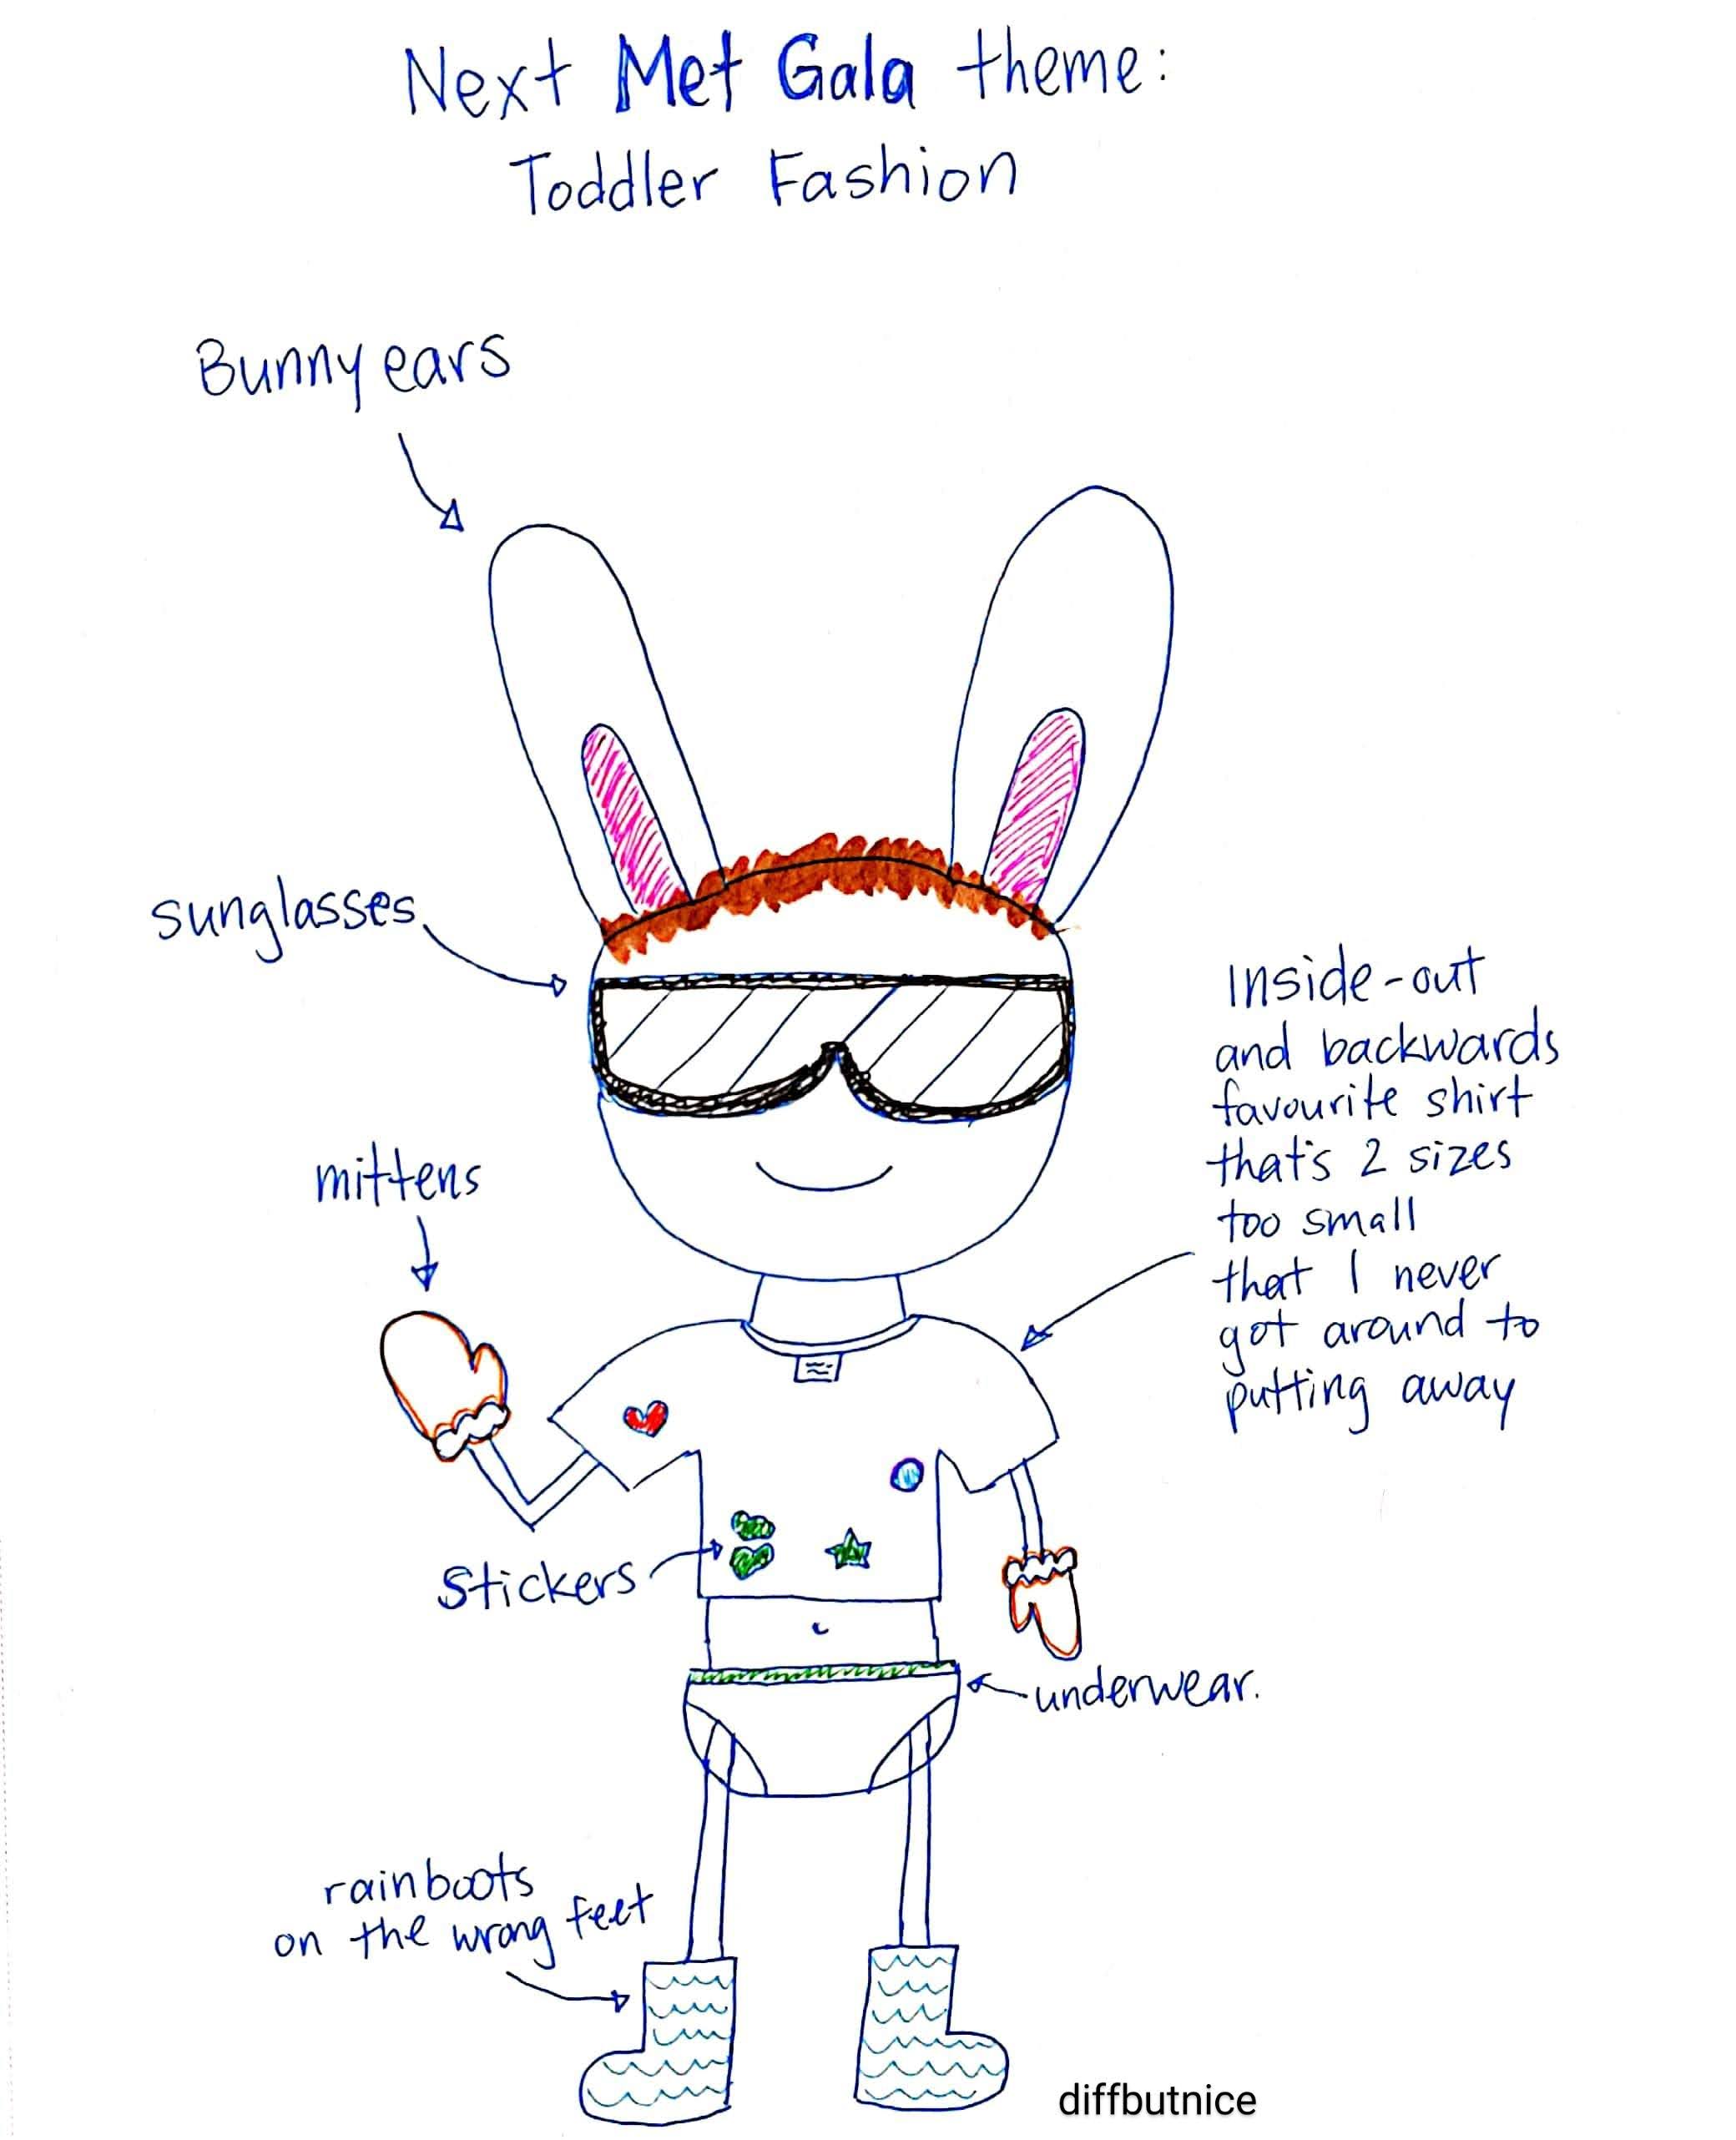 Next Met Gala theme:
Toddler Fashion
Bunny ears
sunglasses
Inside-out
and backwards
favourite shirt
that's 2 sizes
too small
that I never
got around to
putting away
mittens
Stickers
underwear.
rainboots
on the wrong feet
diffbutnice